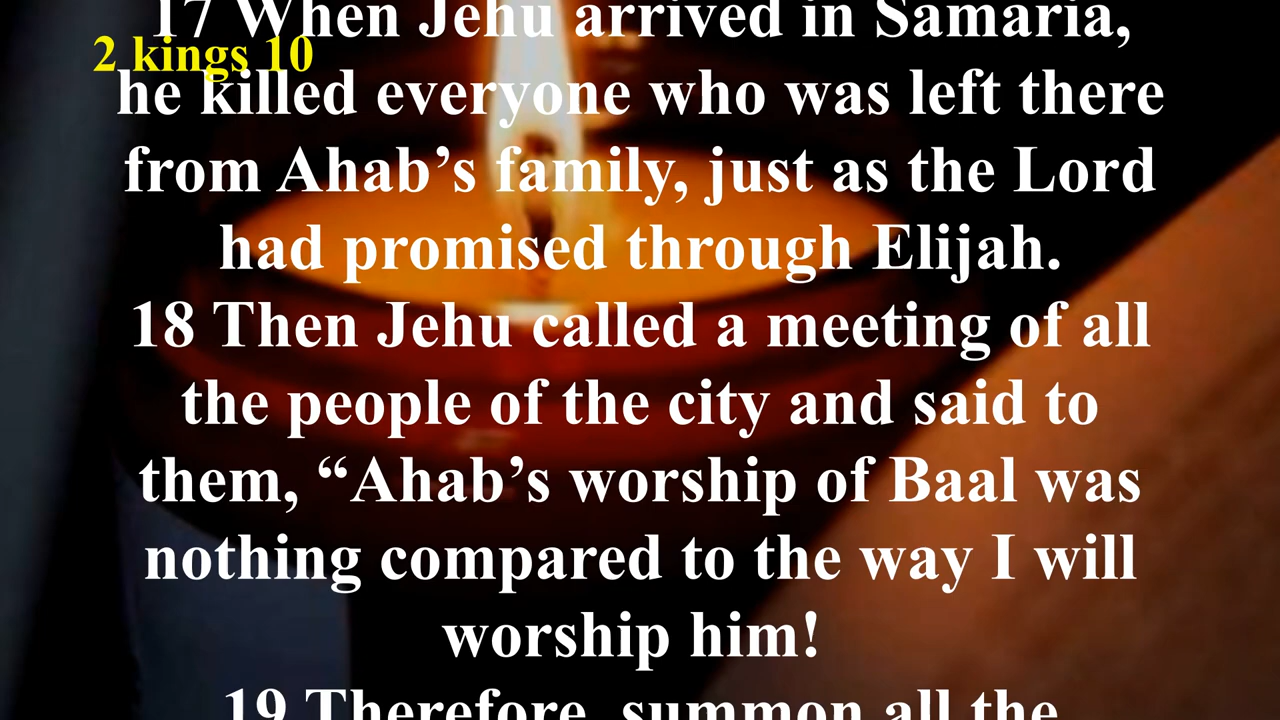 17 When Jehu arrived in Samaria,
2 kings 10
he killed everyone who was left there
from Ahab’s family, just as the Lord
had promised through Elijah.
18 Then Jehu called a meeting of all
the people of the city and said to
them, “Ahab’s worship of Baal was
nothing compared to the way I will
worship him!
19 Therefore, summon all the